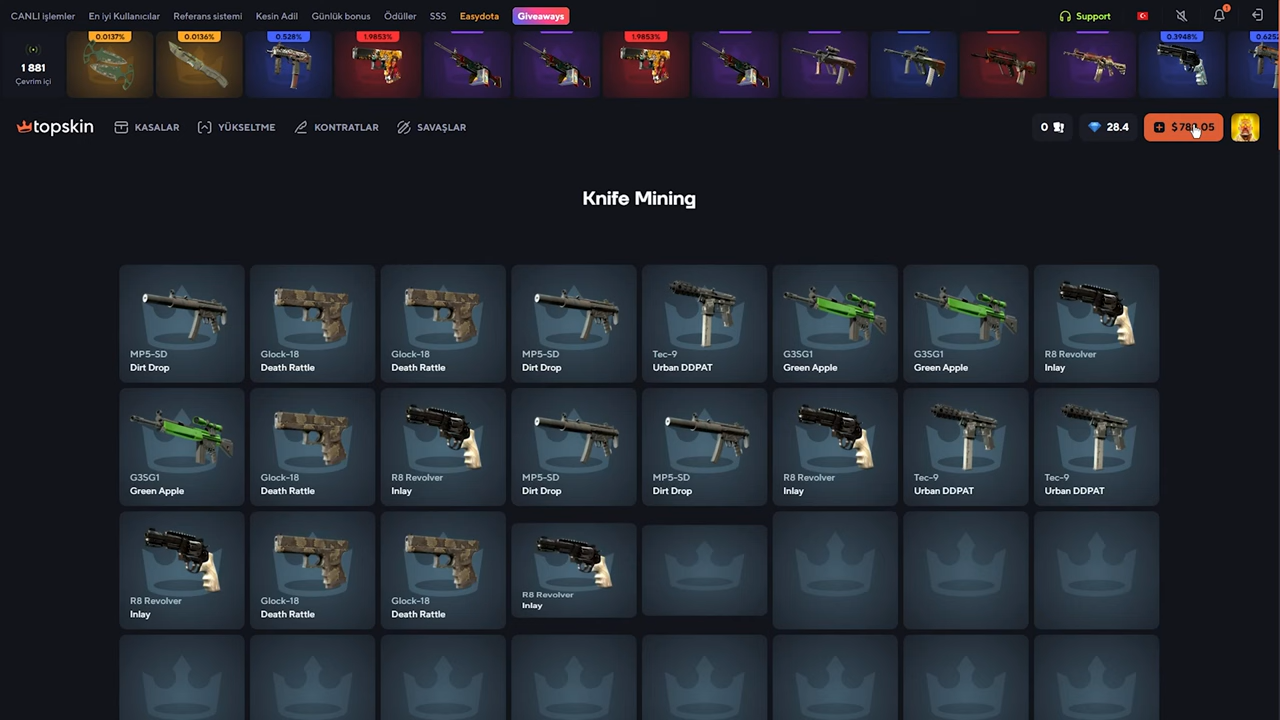 CANLI işlemler En iyi Kullanıcılar Referans sistemi Kesin Adil Günlük bonus Ödüller SSS Easydota Giveaways Support 1
0.0137% 0.0136% 0.528% 1.9853% 1.9853% 0.3948%
1 881
Çevrim içi
topskin KASALAR YÜKSELTME KONTRATLAR SAVAŞLAR 0 28.4
Knife Mining
MP5-SD Glock-18 Glock-18 MP5-SD Tec-9 G3SG1 G3SG1 R8 Revolver
Dirt Drop Death Rattle Death Rattle Dirt Drop Urban DDPAT Green Apple Green Apple Inlay
G3SG1 Glock-18 R8 Revolver MP5-SD MP5-SD R8 Revolver Tec-9 Tec-9
Green Apple Death Rattle Inlay Dirt Drop Dirt Drop Inlay Urban DDPAT Urban DDPAT
R8 Revolver Glock-18 Glock-18 R8 Revolver
Inlay Death Rattle Death Rattle Inlay